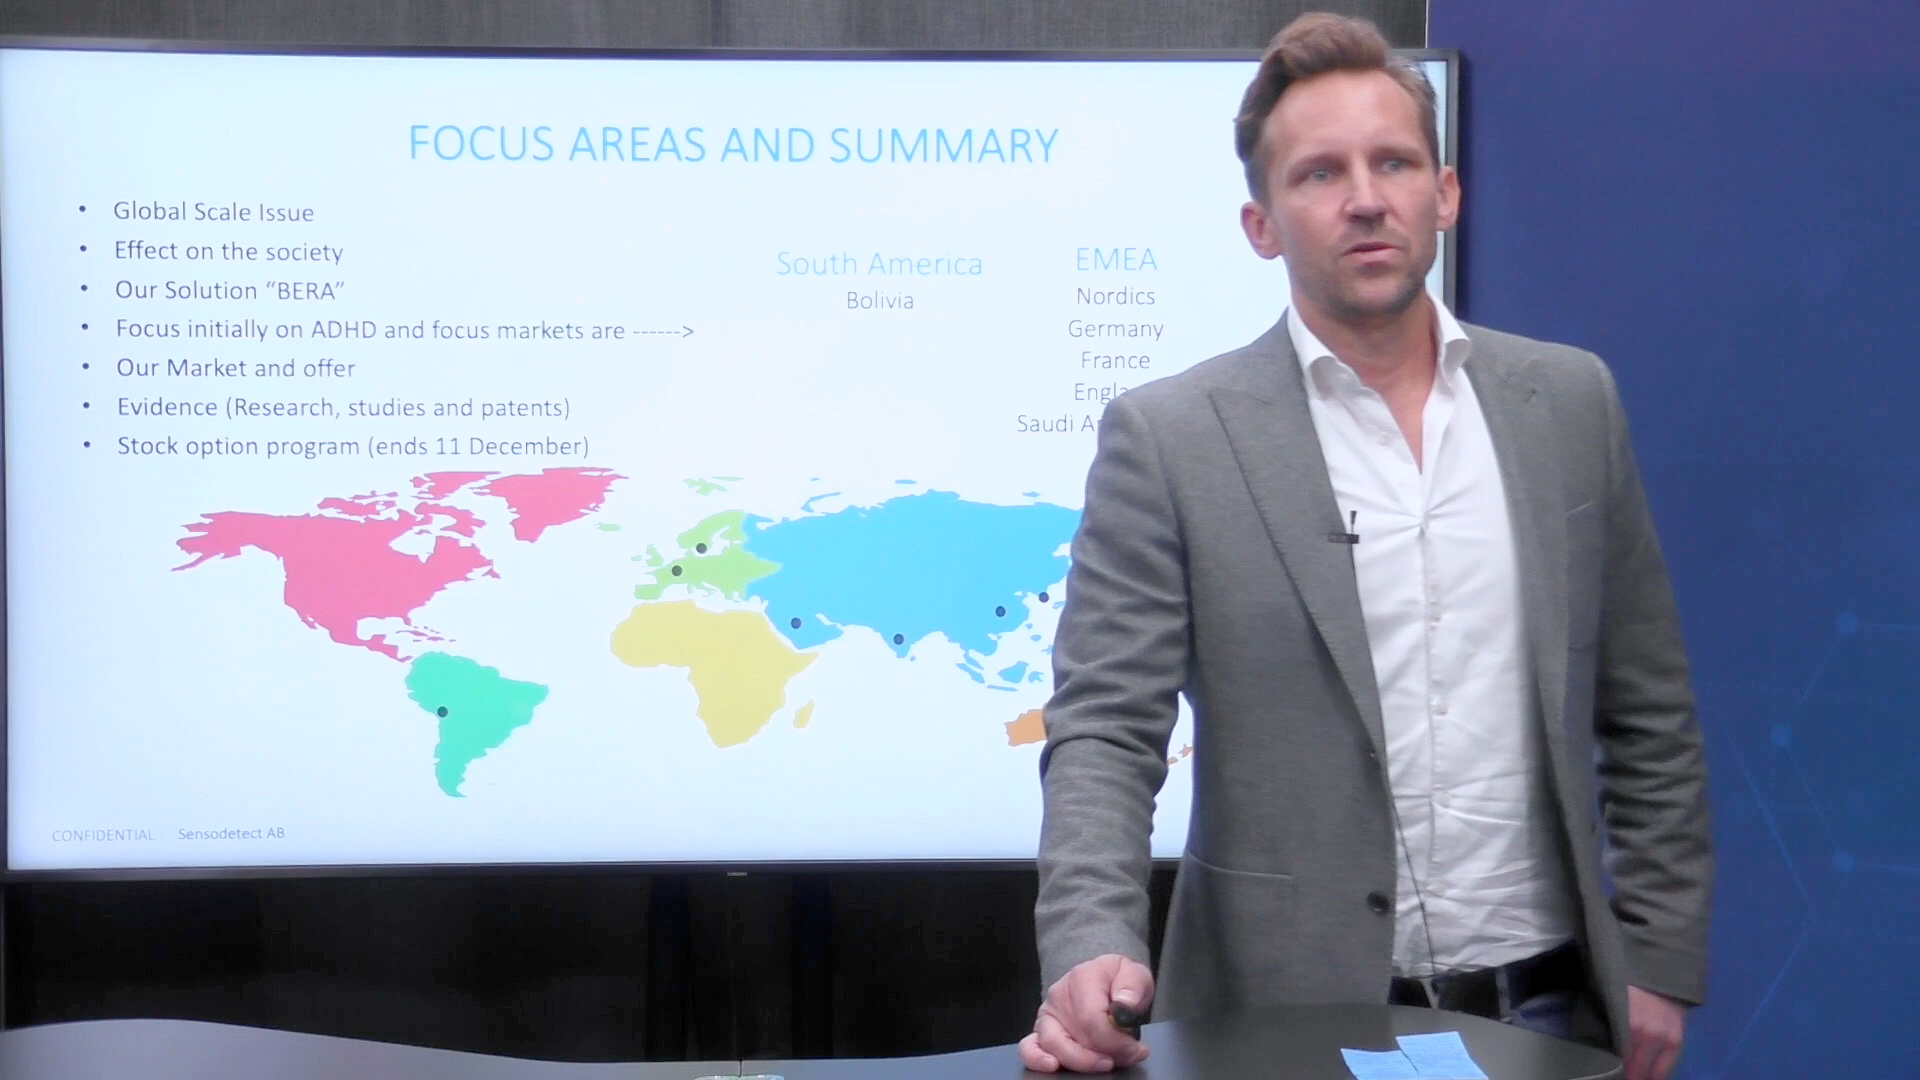 FOCUS AREAS AND SUMMARY
• Global Scale Issue
• Effect on the society
• Our Solution “BERA”
• Focus initially on ADHD and focus markets are ------>
• Our Market and offer
• Evidence (Research, studies and patents)
• Stock option program (ends 11 December)
South America
Bolivia
EMEA
Nordics
Germany
France
Engla
Saudi A
CONFIDENTIAL Sensodetect AB